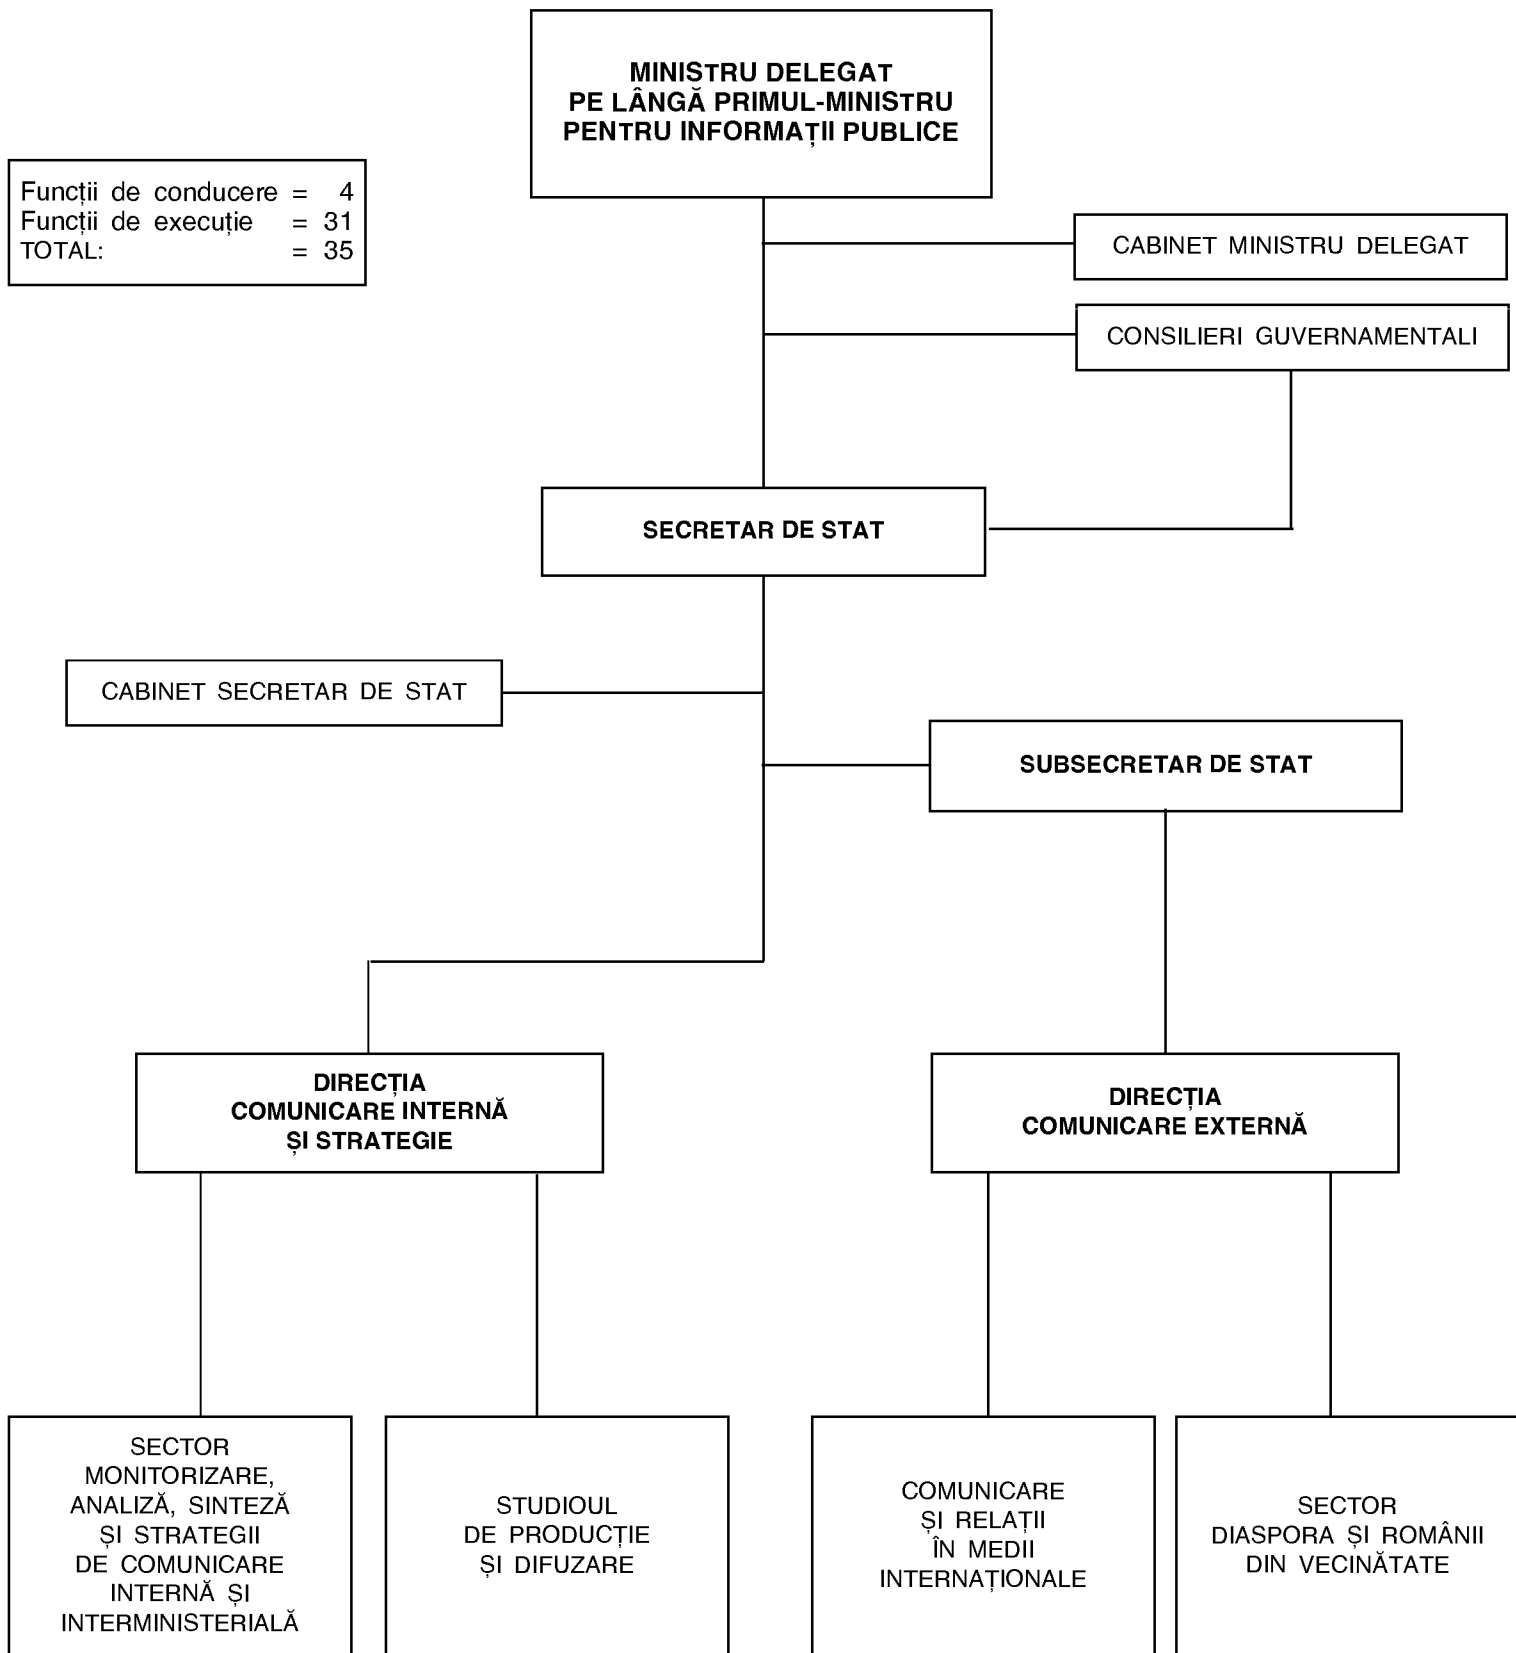 MINISTRU DELEGAT
PE LÂNGĂ PRIMUL-MINISTRU
PENTRU INFORMAȚII PUBLICE
Funcții de conducere = 4
Funcții de execuție = 31
TOTAL: = 35
CABINET MINISTRU DELEGAT
CONSILIERI GUVERNAMENTALI
SECRETAR DE STAT
CABINET SECRETAR DE STAT
SUBSECRETAR DE STAT
DIRECȚIA
COMUNICARE INTERNĂ
ȘI STRATEGIE
DIRECȚIA
COMUNICARE EXTERNĂ
SECTOR
MONITORIZARE,
ANALIZĂ, SINTEZĂ
ȘI STRATEGII
DE COMUNICARE
INTERNĂ ȘI
INTERMINISTERIALĂ
STUDIOUL
DE PRODUCȚIE
ȘI DIFUZARE
COMUNICARE
ȘI RELAȚII
ÎN MEDII
INTERNAȚIONALE
SECTOR
DIASPORA ȘI ROMÂNII
DIN VECINĂTATE